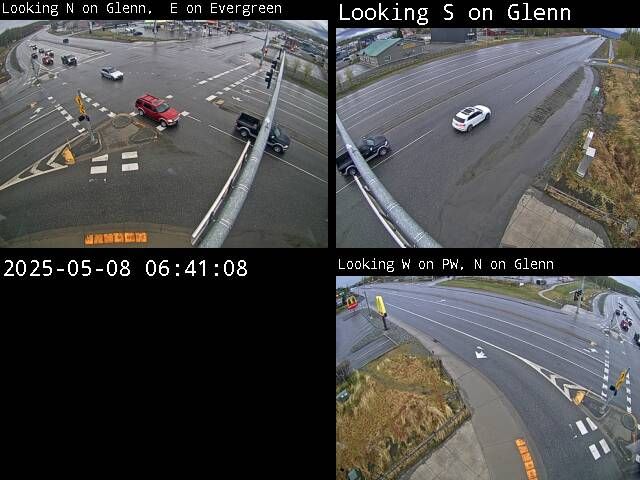 Looking N on Glenn,  E on Evergreen
Looking S on Glenn
2025-05-08 06:41:08
Looking W on PW, N on Glenn